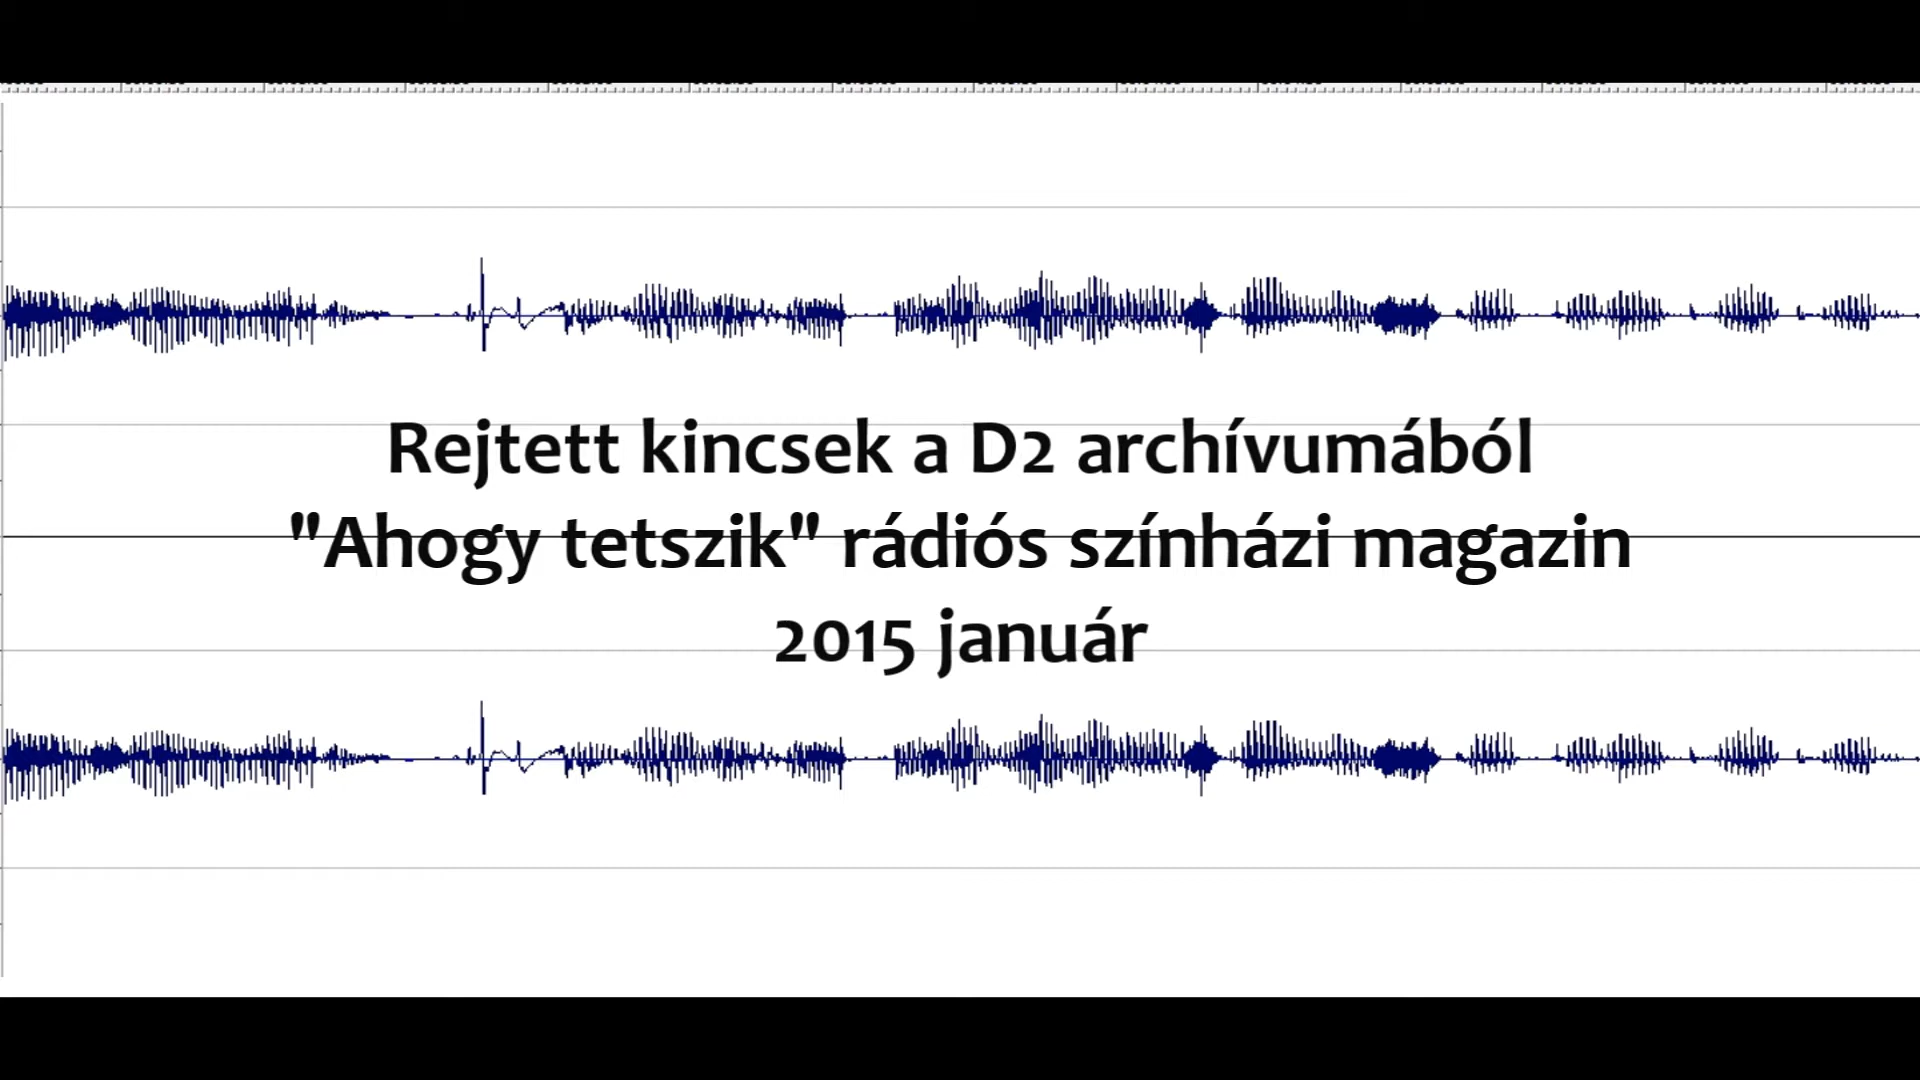 Rejtett kincsek a D2 archívumából
"Ahogy tetszik" rádiós színházi magazin
2015 január